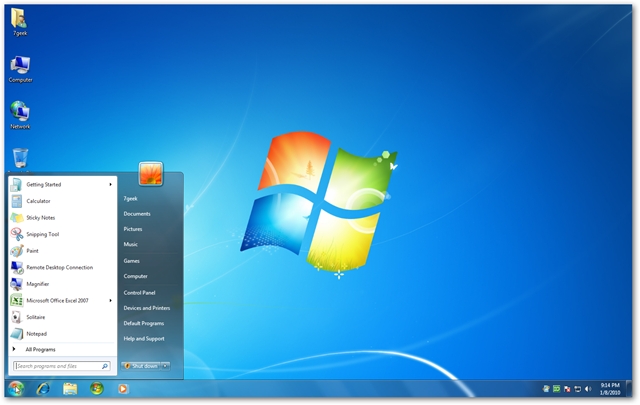 7geek
Computer
Network
Getting Started
Calculator
Sticky Notes
Snipping Tool
Paint
Remote Desktop Connection
Magnifier
Microsoft Office Excel 2007
Solitaire
Notepad
All Programs
Search programs and files
7geek
Documents
Pictures
Music
Games
Computer
Control Panel
Devices and Printers
Default Programs
Help and Support
Shut down
9:14 PM
1/8/2010